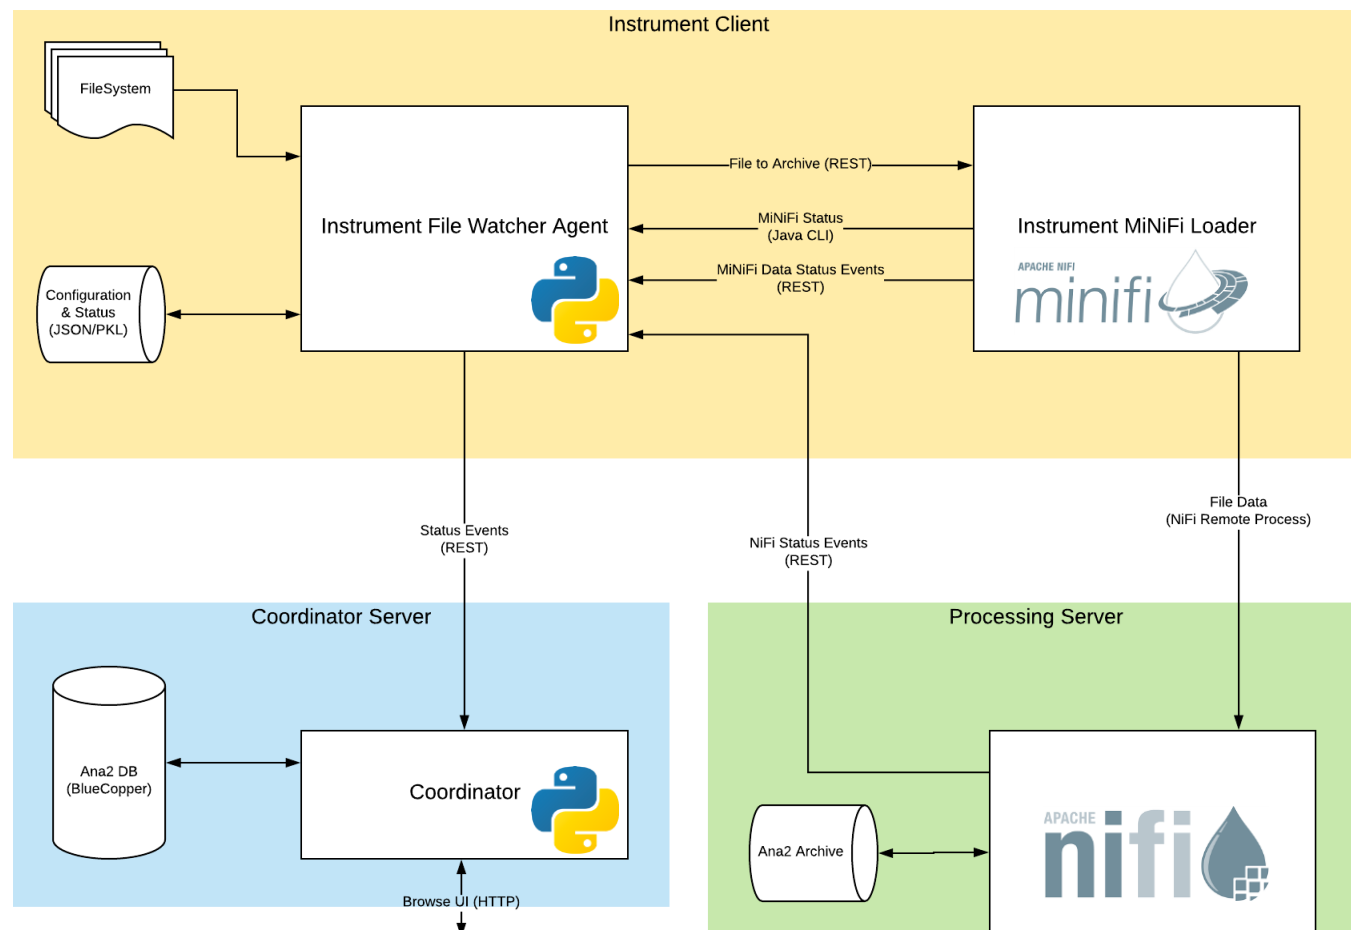 Instrument Client
FileSystem
File to Archive (REST)
Instrument File Watcher Agent
MiNiFi Status
(Java CLI)
MiNiFi Data Status Events
(REST)
Instrument MiNiFi Loader
APACHE NIFI
minifi
Configuration
& Status
(JSON/PKL)
Status Events
(REST)
NiFi Status Events
(REST)
File Data
(NiFi Remote Process)
Coordinator Server
Ana2 DB
(BlueCopper)
Coordinator
Browse UI (HTTP)
Processing Server
Ana2 Archive
APACHE
nifi